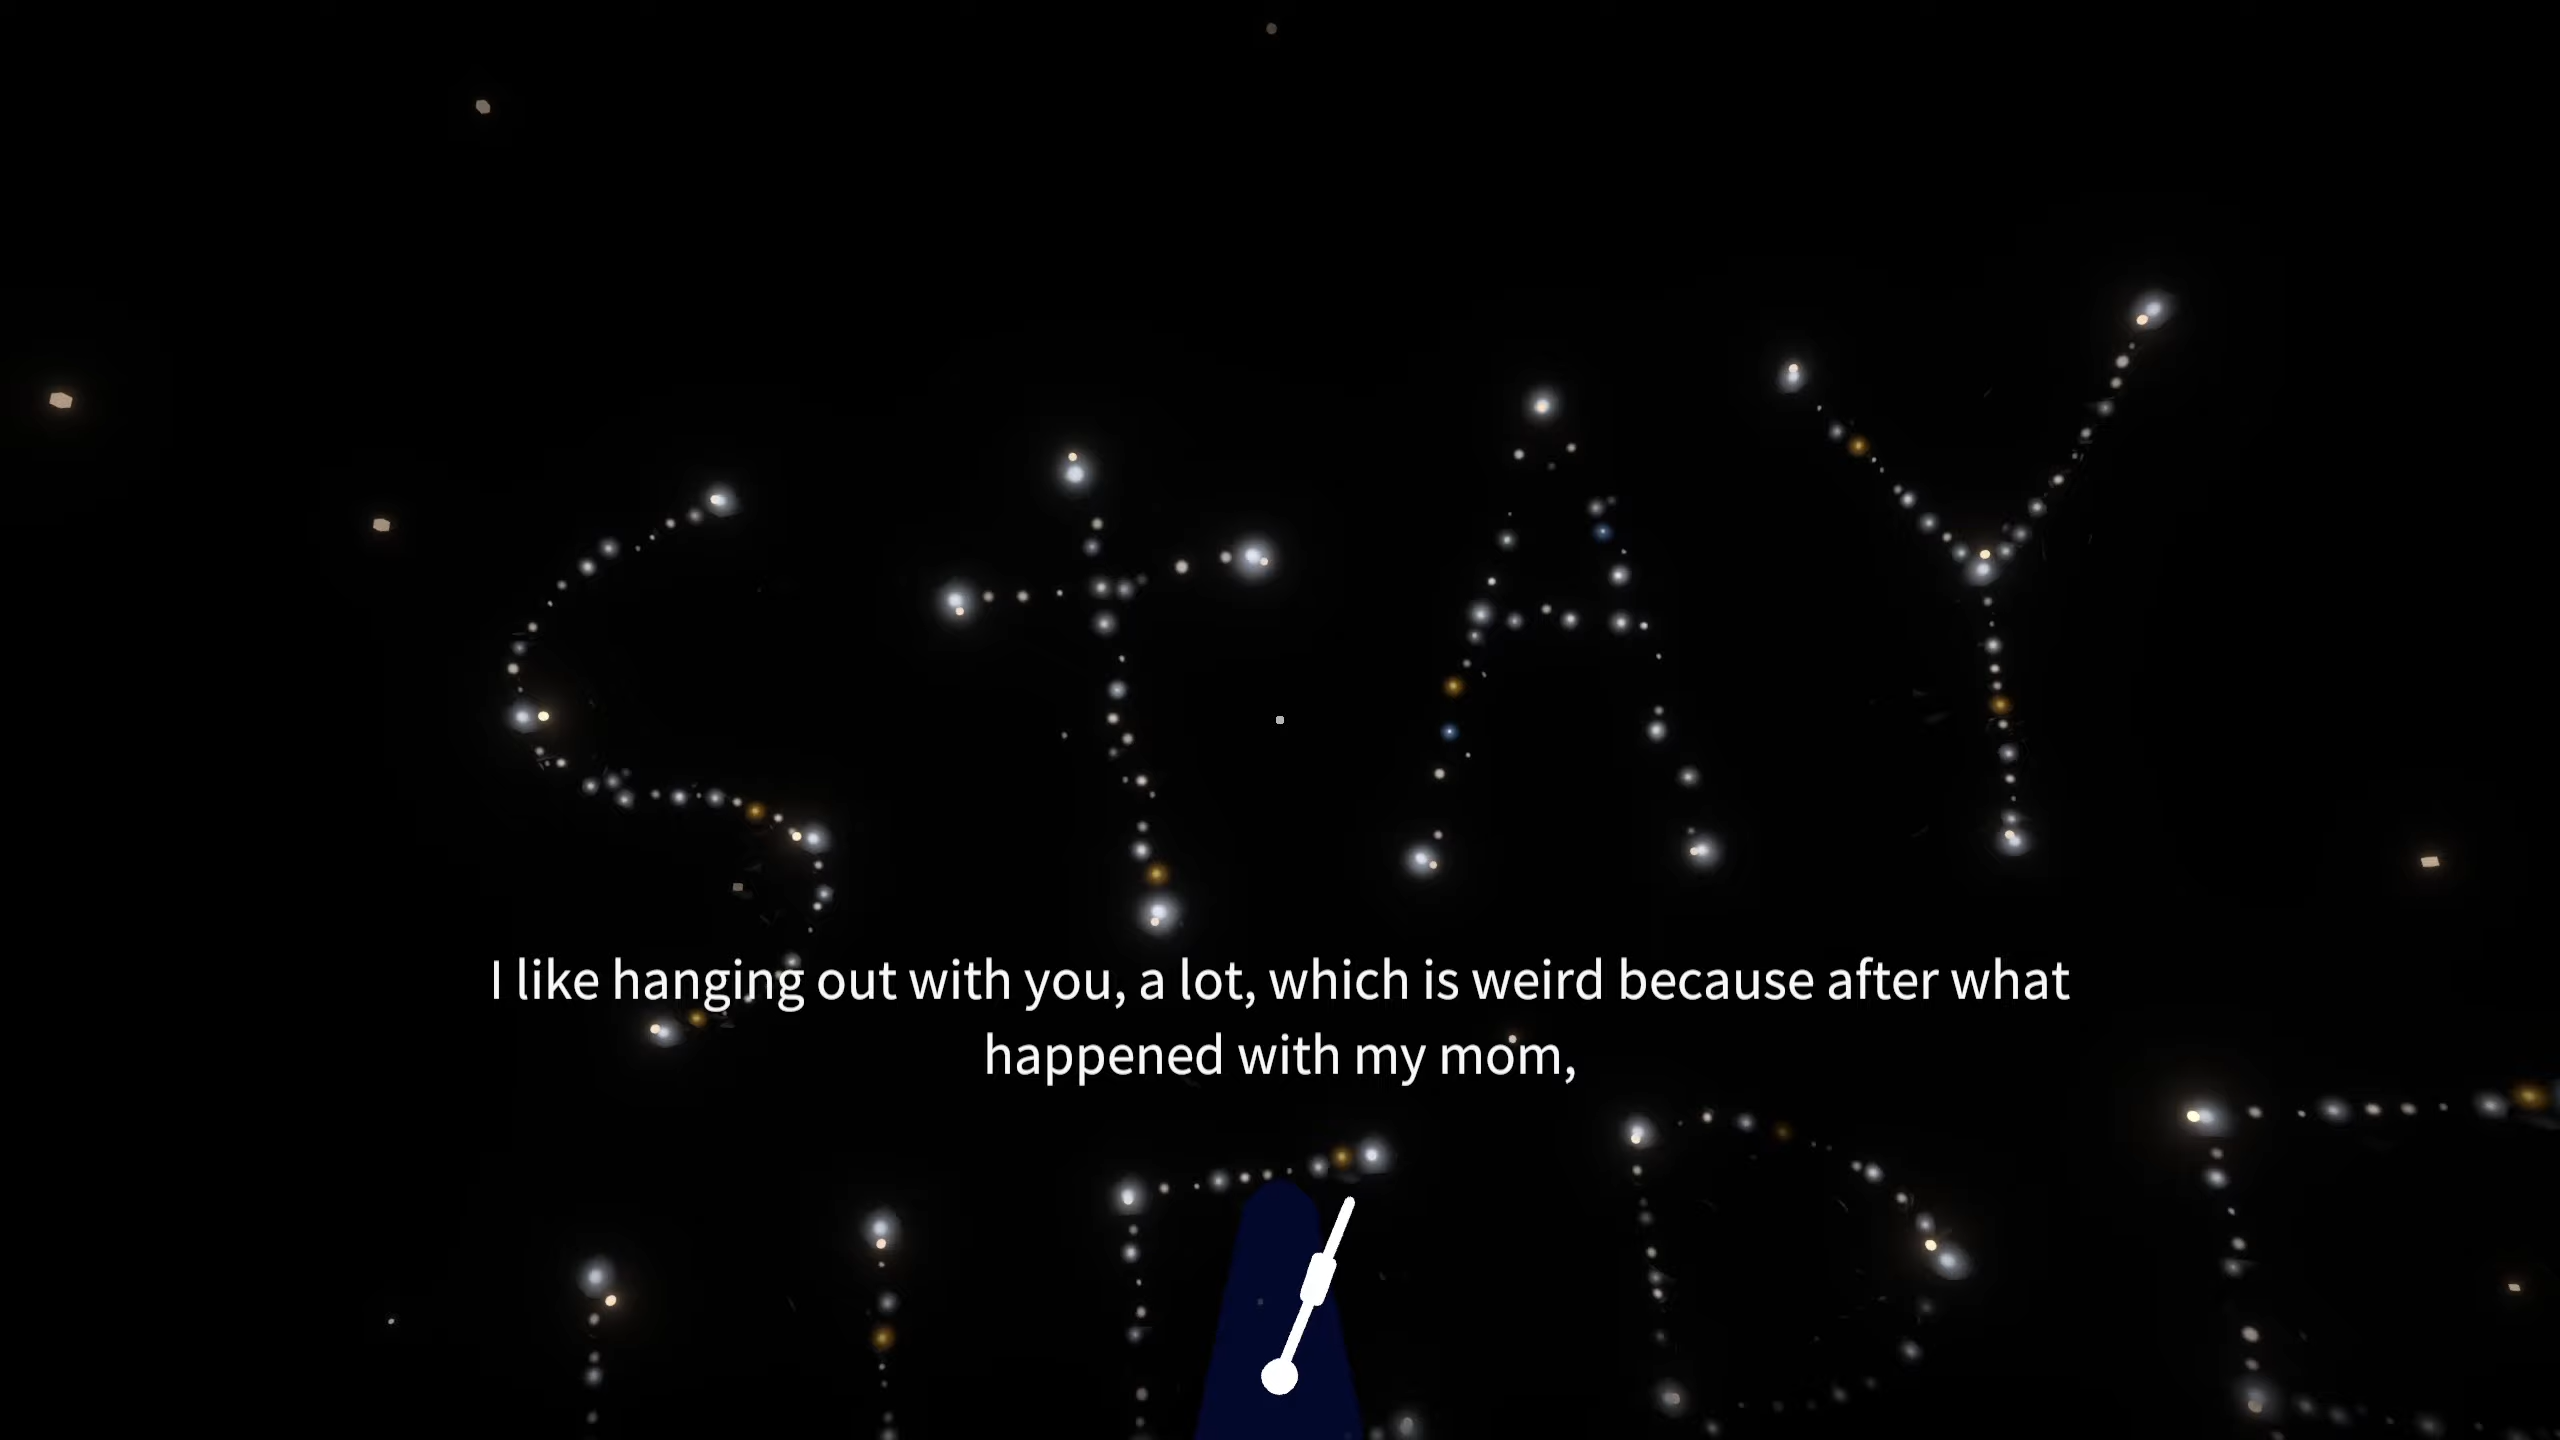 STAY
I like hanging out with you, a lot, which is weird because after what
happened with my mom,